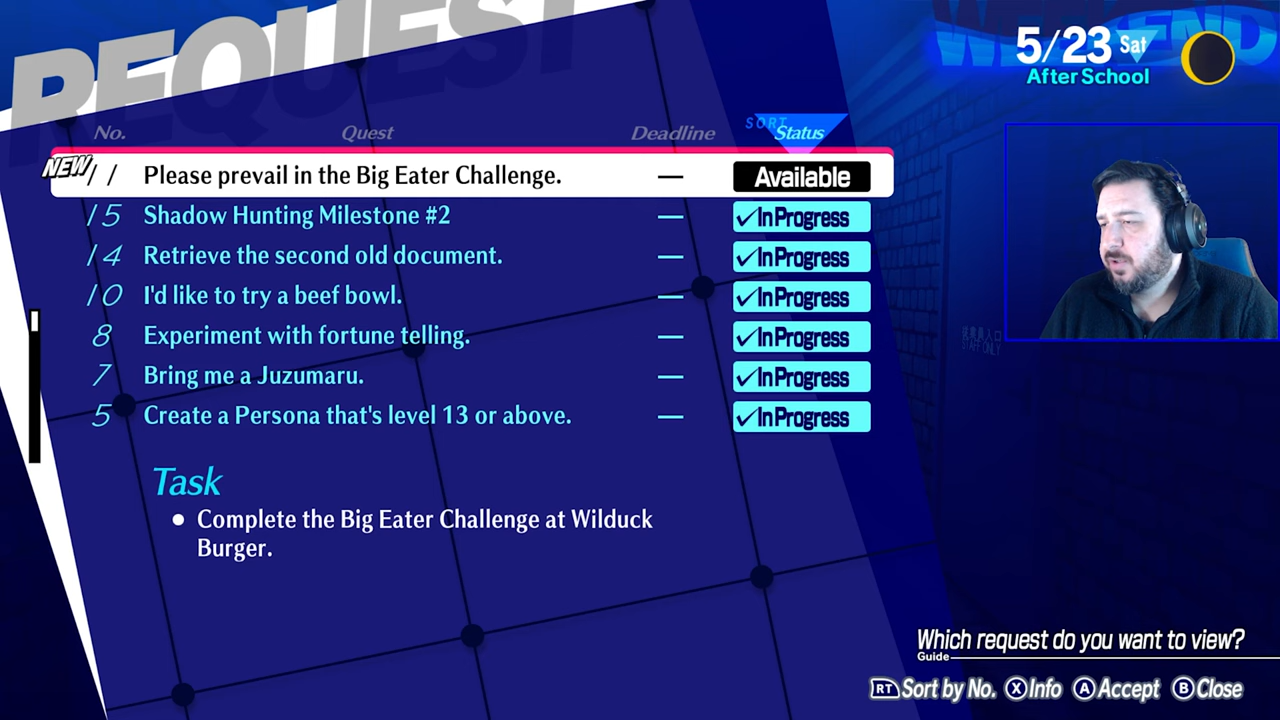 REQUEST
WEEKEND
5/23 Sat
After School
No. Quest Deadline SORT Status
NEW 11 Please prevail in the Big Eater Challenge. — Available
15 Shadow Hunting Milestone #2 — ✓In Progress
14 Retrieve the second old document. — ✓In Progress
10 I'd like to try a beef bowl. — ✓In Progress
8 Experiment with fortune telling. — ✓In Progress
7 Bring me a Juzumaru. — ✓In Progress
5 Create a Persona that's level 13 or above. — ✓In Progress
Task
• Complete the Big Eater Challenge at Wilduck
Burger.
STAFF ONLY
Which request do you want to view?
Guide
RT Sort by No. X Info A Accept B Close